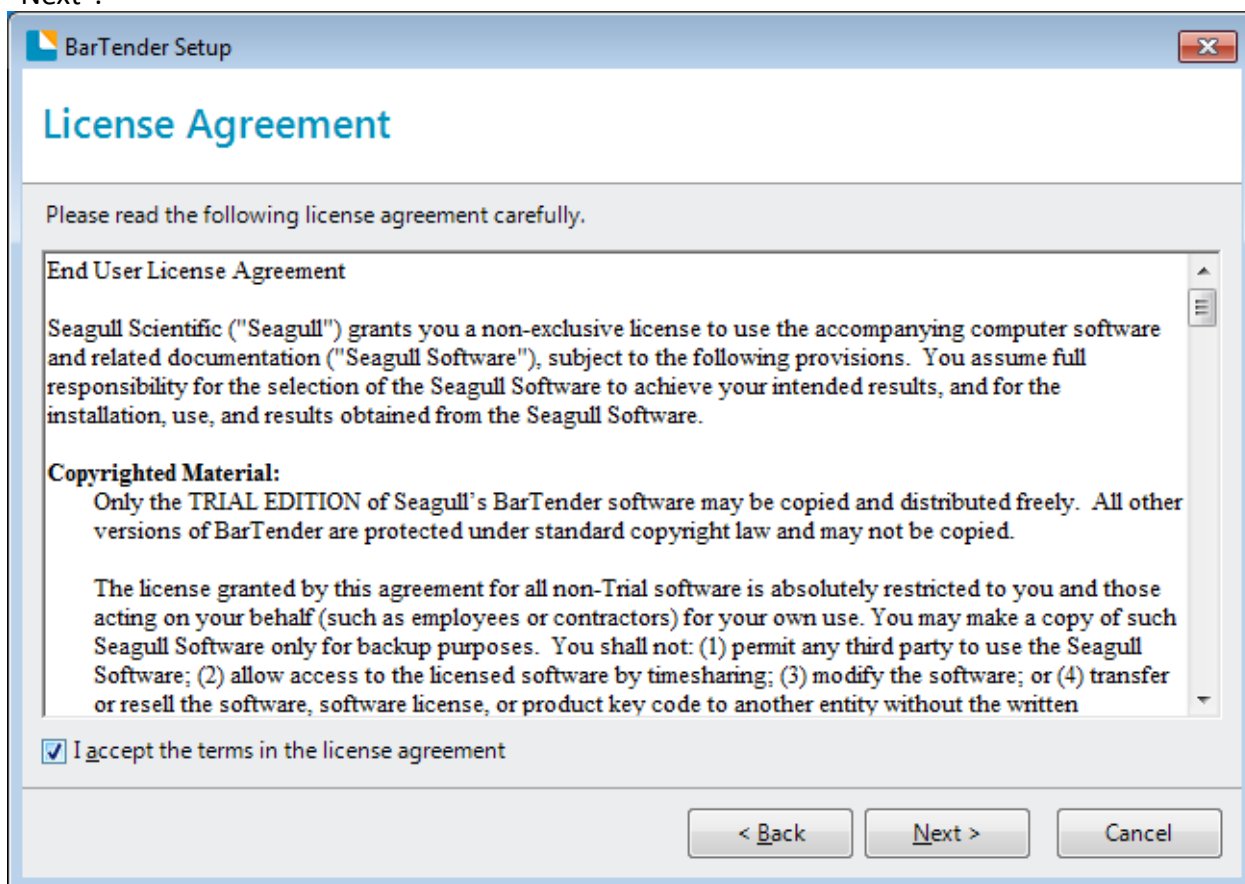 "Next".
BarTender Setup
License Agreement
Please read the following license agreement carefully.
End User License Agreement
Seagull Scientific ("Seagull") grants you a non-exclusive license to use the accompanying computer software
and related documentation ("Seagull Software"), subject to the following provisions.  You assume full
responsibility for the selection of the Seagull Software to achieve your intended results, and for the
installation, use, and results obtained from the Seagull Software.
Copyrighted Material:
Only the TRIAL EDITION of Seagull’s BarTender software may be copied and distributed freely.  All other
versions of BarTender are protected under standard copyright law and may not be copied.
The license granted by this agreement for all non-Trial software is absolutely restricted to you and those
acting on your behalf (such as employees or contractors) for your own use. You may make a copy of such
Seagull Software only for backup purposes.  You shall not: (1) permit any third party to use the Seagull
Software; (2) allow access to the licensed software by timesharing; (3) modify the software; or (4) transfer
or resell the software, software license, or product key code to another entity without the written
I accept the terms in the license agreement
< Back
Next >
Cancel